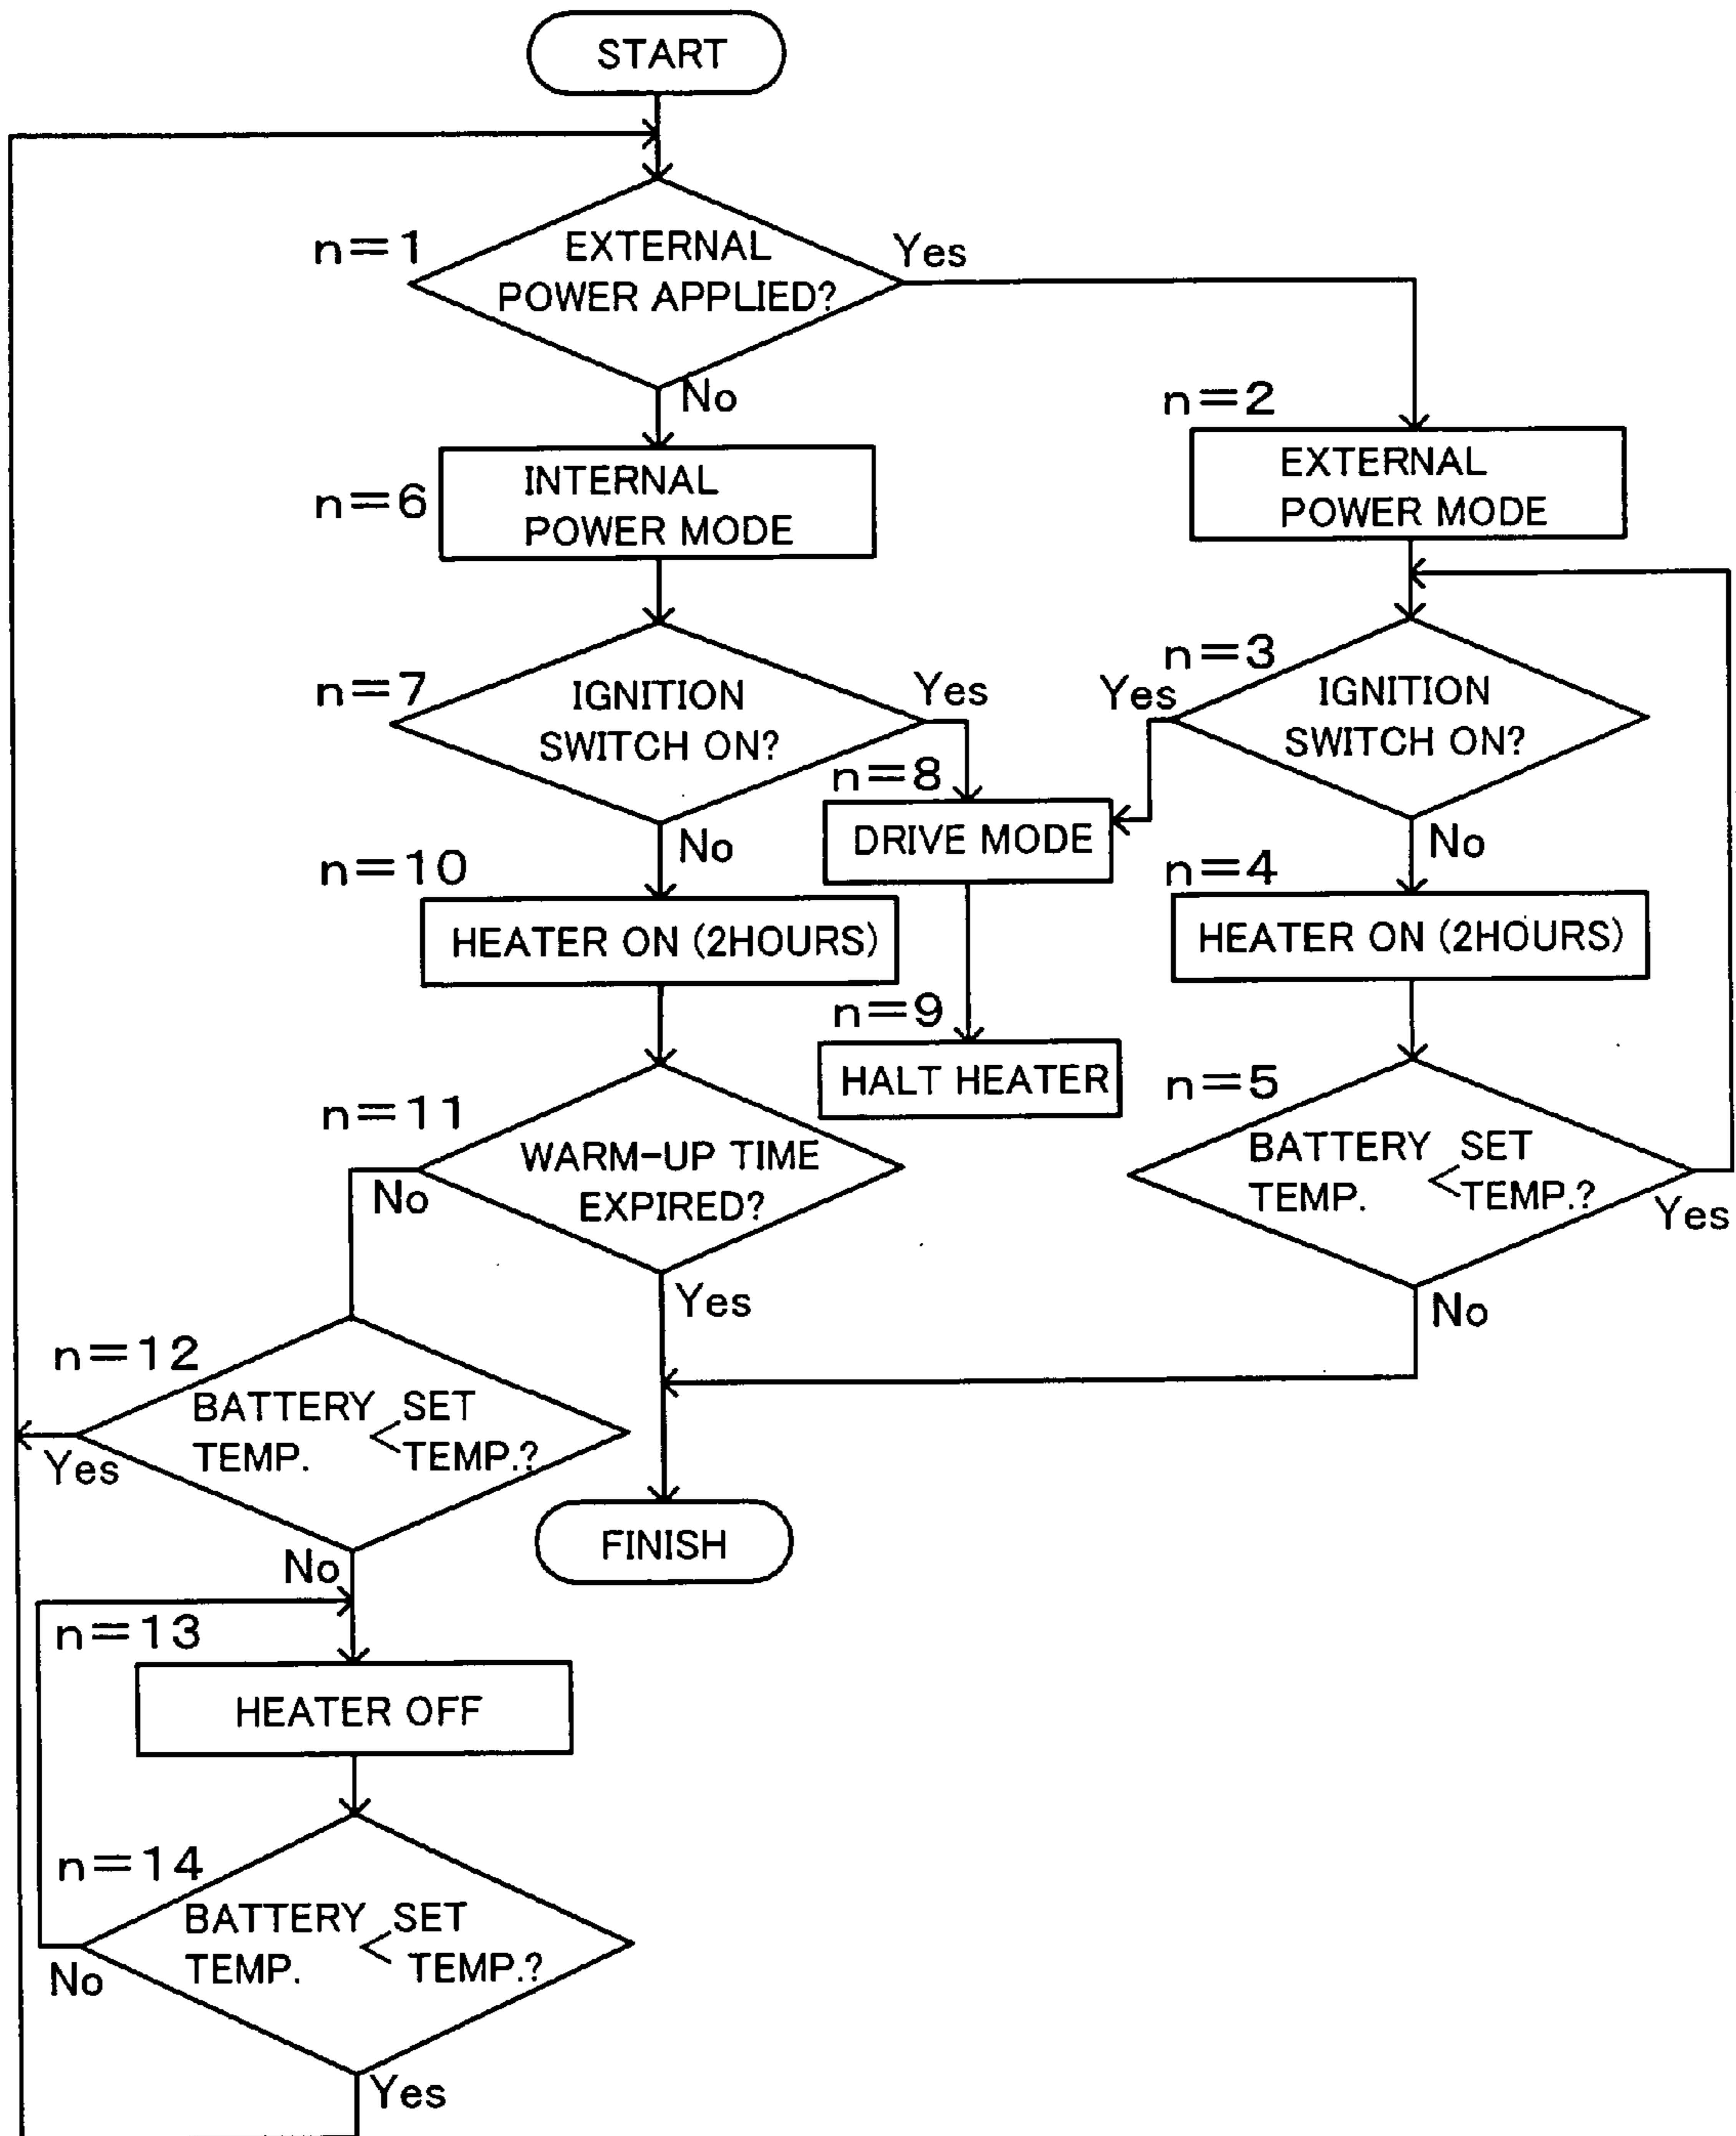 START
n=1
EXTERNAL
POWER APPLIED?
Yes
No
n=2
EXTERNAL
POWER MODE
n=6
INTERNAL
POWER MODE
n=3
IGNITION
SWITCH ON?
Yes
No
n=7
IGNITION
SWITCH ON?
Yes
No
n=8
DRIVE MODE
n=10
HEATER ON (2HOURS)
n=4
HEATER ON (2HOURS)
n=9
HALT HEATER
n=5
BATTERY < SET
TEMP. TEMP.?
Yes
No
n=11
WARM-UP TIME
EXPIRED?
No
Yes
n=12
BATTERY < SET
TEMP. TEMP.?
Yes
No
FINISH
n=13
HEATER OFF
n=14
BATTERY < SET
TEMP. TEMP.?
No
Yes